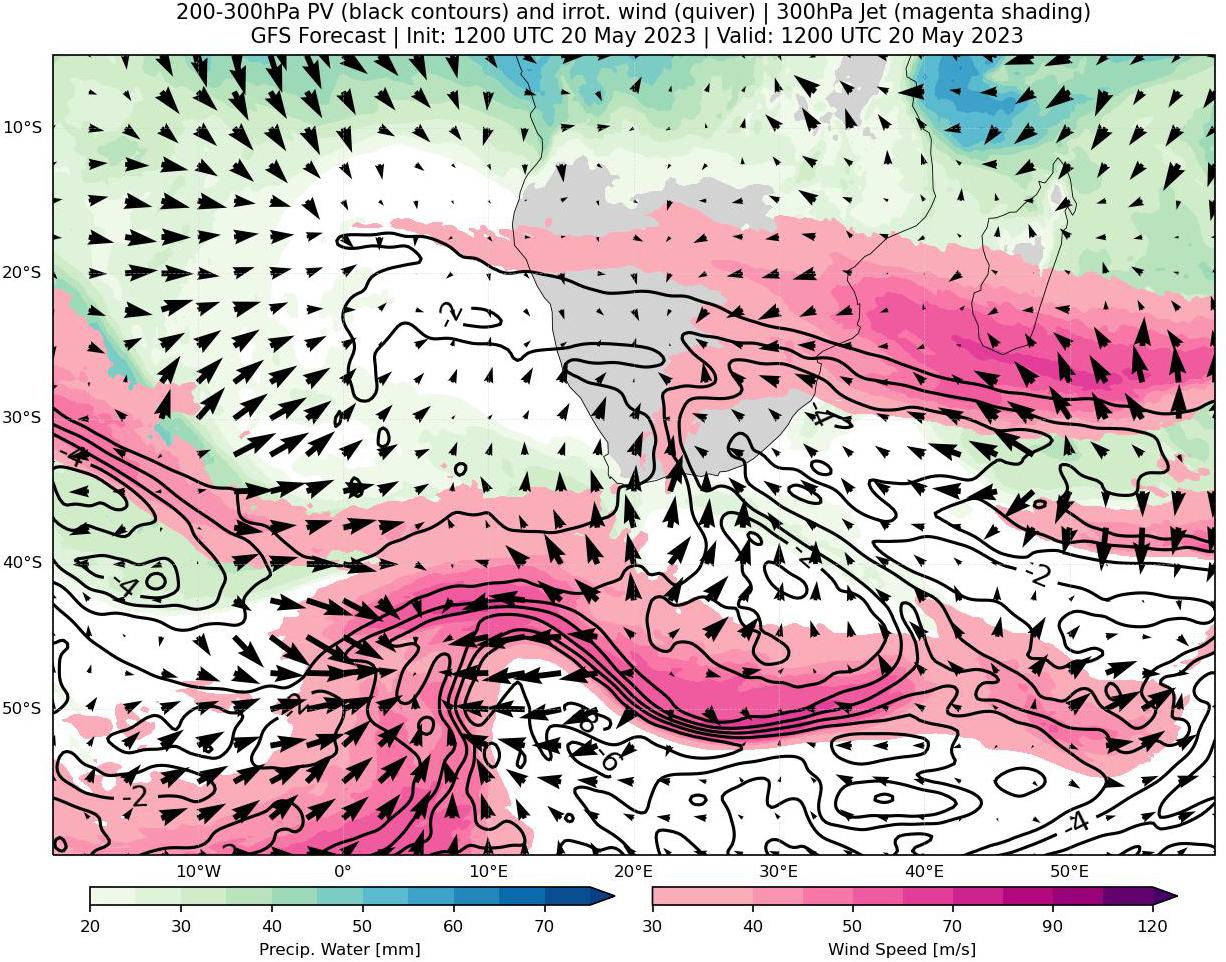 200-300hPa PV (black contours) and irrot. wind (quiver) | 300hPa Jet (magenta shading)
GFS Forecast | Init: 1200 UTC 20 May 2023 | Valid: 1200 UTC 20 May 2023
10°S
20°S
-2
30°S
-4
-4
40°S
-4
-2
-2
50°S
-2
-8
-6
-2
-4
10°W 0° 10°E 20°E 30°E 40°E 50°E
20 30 40 50 60 70
30 40 50 70 90 120
Precip. Water [mm]
Wind Speed [m/s]